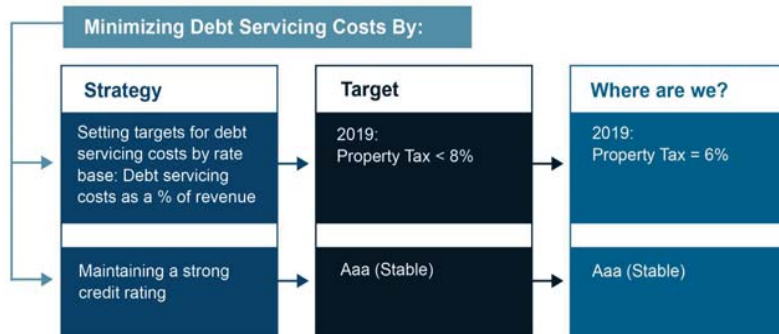 Minimizing Debt Servicing Costs By:
Strategy
Target
Where are we?
Setting targets for debt
servicing costs by rate
base: Debt servicing
costs as a % of revenue
2019:
Property Tax < 8%
2019:
Property Tax = 6%
Maintaining a strong
credit rating
Aaa (Stable)
Aaa (Stable)